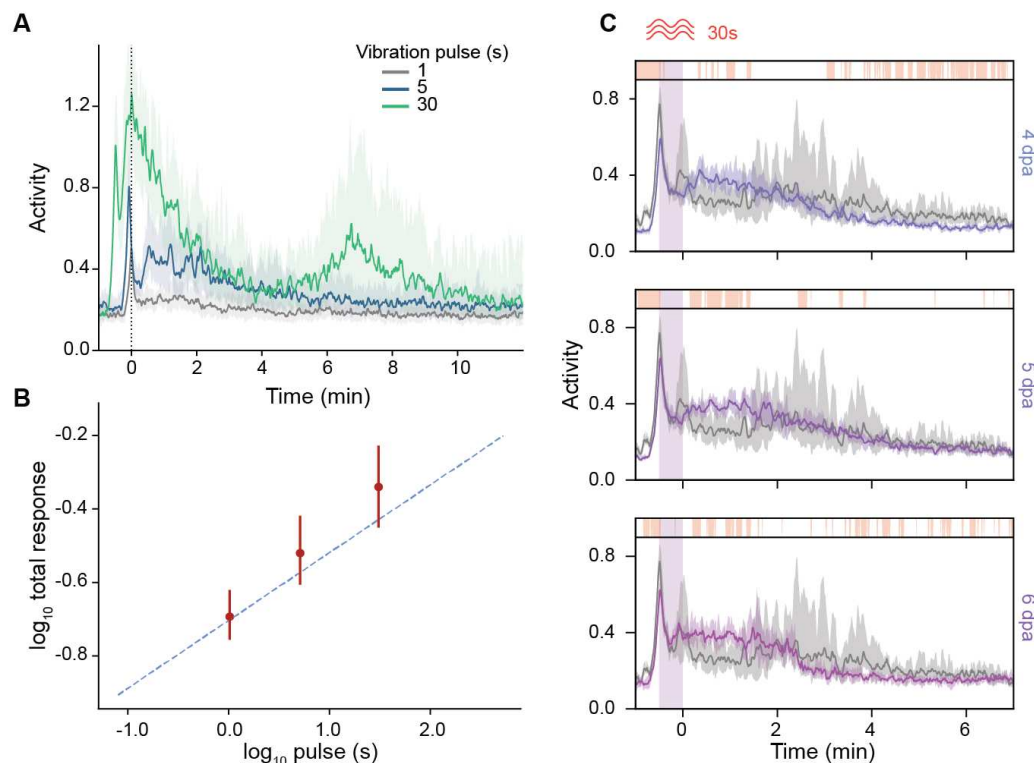 A
Vibration pulse (s)
1
5
30
1.2
0.8
0.4
0.0
Activity
0
2
4
6
8
10
Time (min)
B
-0.2
-0.4
-0.6
-0.8
log10 total response
-1.0
0.0
1.0
2.0
log10 pulse (s)
C
30s
0.8
0.4
0.0
4 dpa
0.8
0.4
0.0
Activity
5 dpa
0.8
0.4
0.0
6 dpa
0
2
4
6
Time (min)